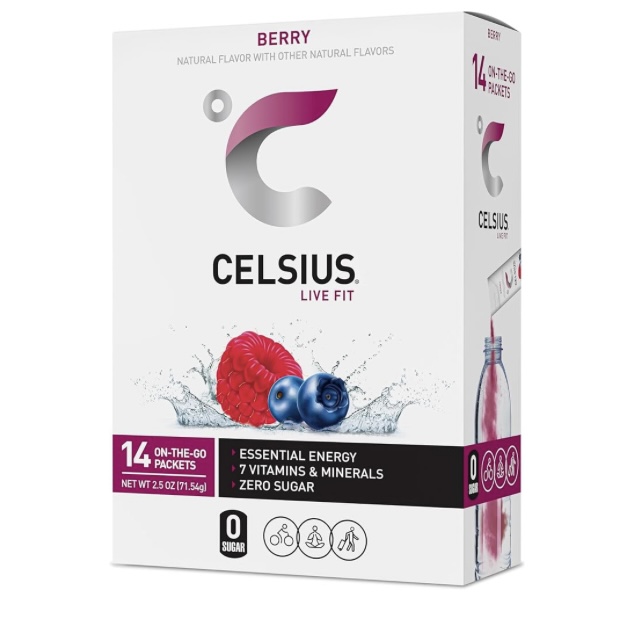 BERRY
NATURAL FLAVOR WITH OTHER NATURAL FLAVORS
CELSIUS®
LIVE FIT
14 ON-THE-GO
PACKETS
NET WT 2.5 OZ (71.54g)
ESSENTIAL ENERGY
7 VITAMINS & MINERALS
ZERO SUGAR
0
SUGAR
BERRY
14 ON-THE-GO
PACKETS
CELSIUS
LIVE FIT
0
SUGAR